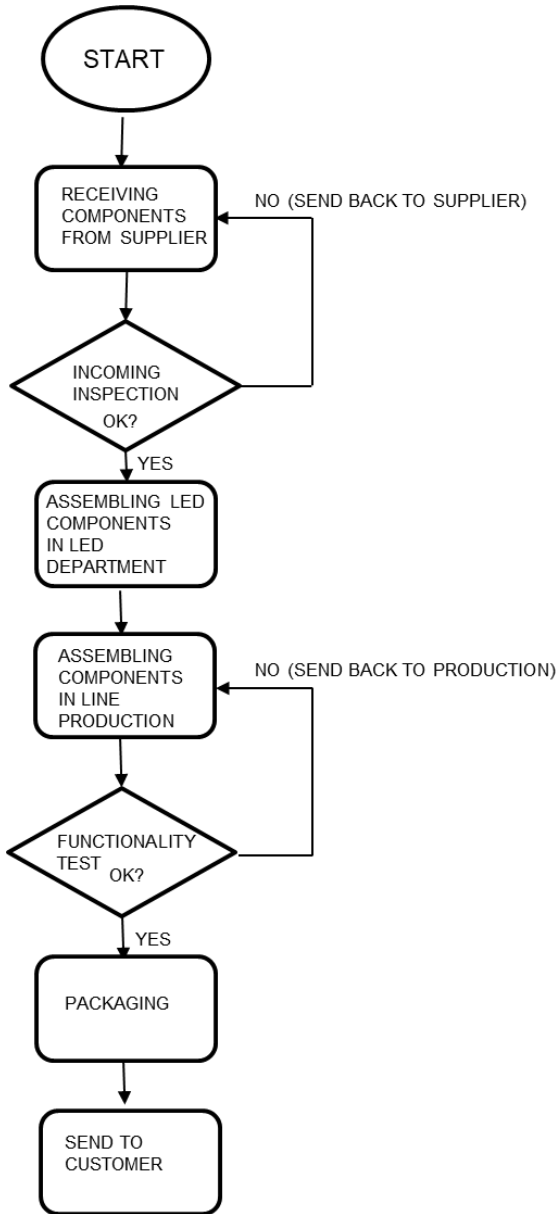 START
RECEIVING
COMPONENTS
FROM SUPPLIER
NO (SEND BACK TO SUPPLIER)
INCOMING
INSPECTION
OK?
YES
ASSEMBLING LED
COMPONENTS
IN LED
DEPARTMENT
ASSEMBLING
COMPONENTS
IN LINE
PRODUCTION
NO (SEND BACK TO PRODUCTION)
FUNCTIONALITY
TEST OK?
YES
PACKAGING
SEND TO
CUSTOMER